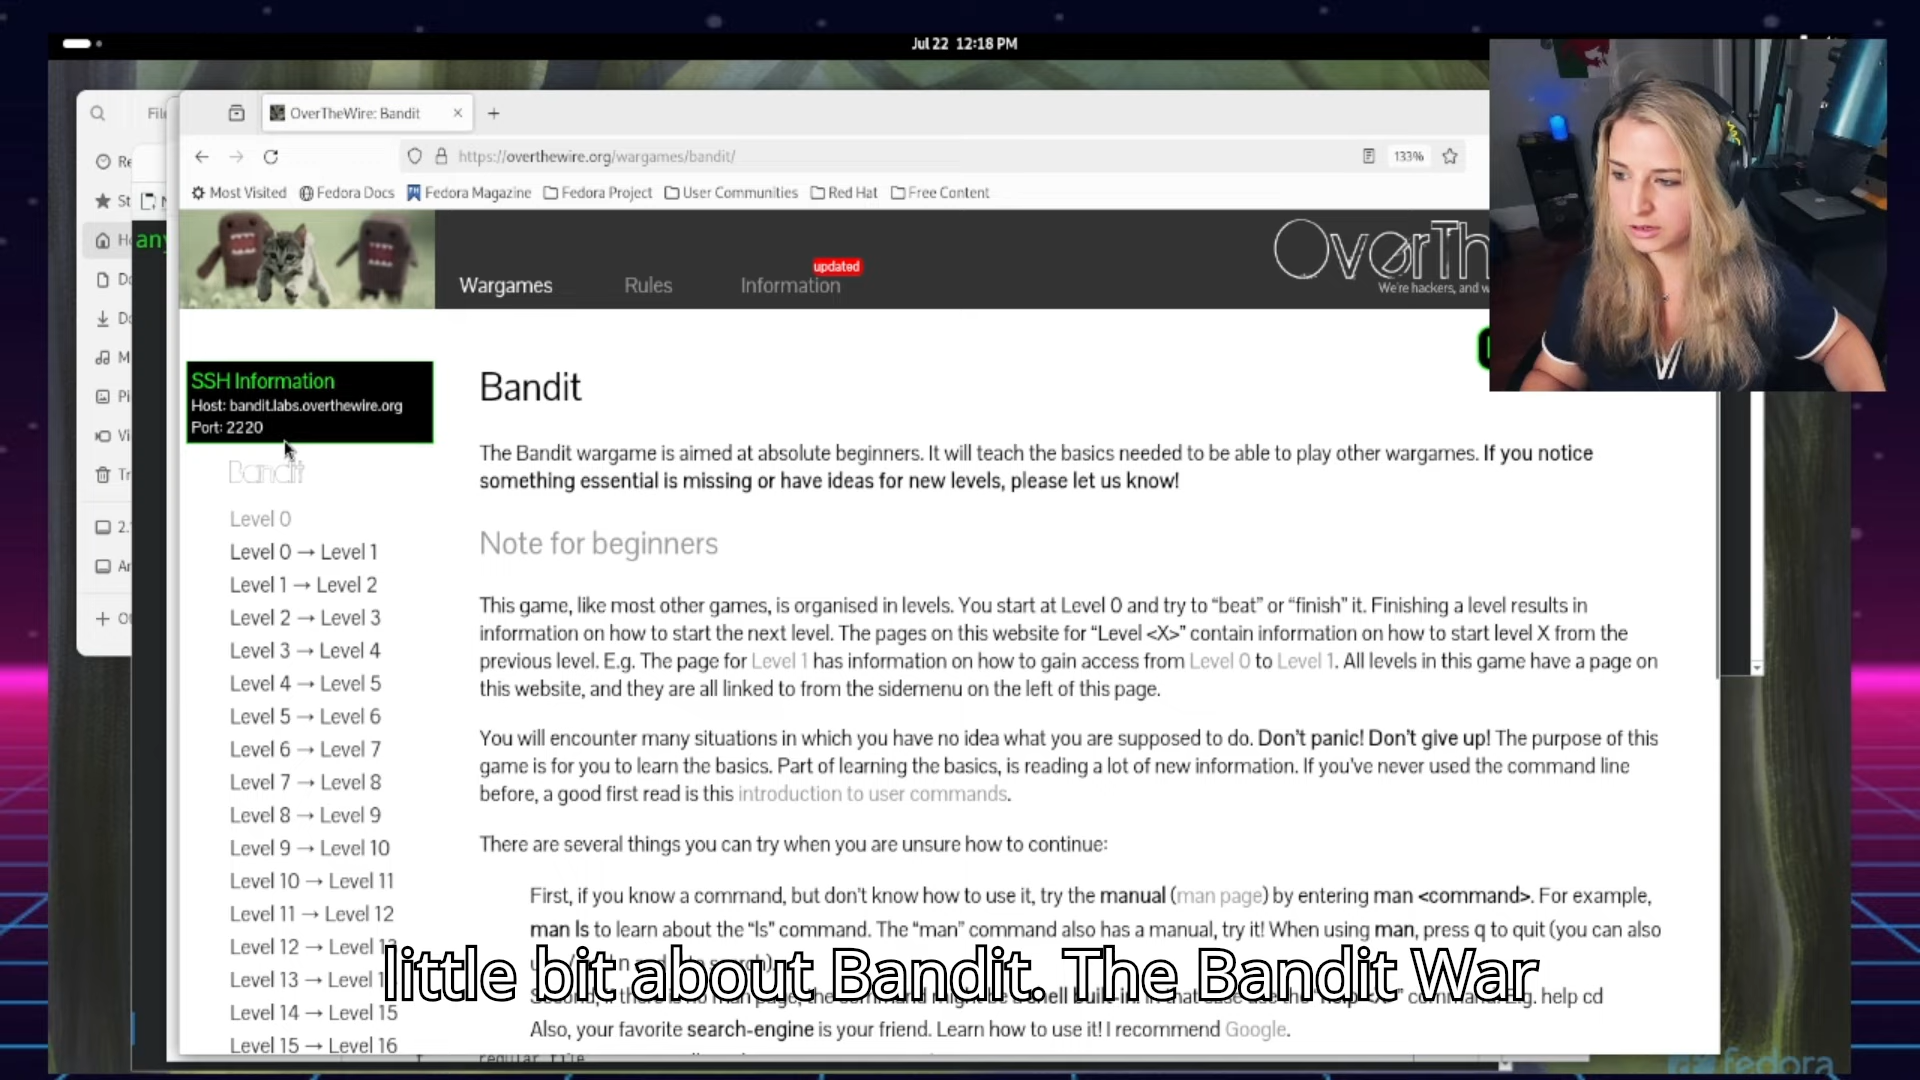 Jul 22 12:18 PM
OverTheWire: Bandit
https://overthewire.org/wargames/bandit/
133%
Most Visited
Fedora Docs
Fedora Magazine
Fedora Project
User Communities
Red Hat
Free Content
Wargames
Rules
Information
updated
OverTh
We're hackers, and w
SSH Information
Host: bandit.labs.overthewire.org
Port: 2220
Bandit
Level 0
Level 0 → Level 1
Level 1 → Level 2
Level 2 → Level 3
Level 3 → Level 4
Level 4 → Level 5
Level 5 → Level 6
Level 6 → Level 7
Level 7 → Level 8
Level 8 → Level 9
Level 9 → Level 10
Level 10 → Level 11
Level 11 → Level 12
Level 12 → Level 13
Level 13 → Level 1
Level 14 → Level 15
Level 15 → Level 16
Bandit
The Bandit wargame is aimed at absolute beginners. It will teach the basics needed to be able to play other wargames. If you notice
something essential is missing or have ideas for new levels, please let us know!
Note for beginners
This game, like most other games, is organised in levels. You start at Level 0 and try to “beat” or “finish” it. Finishing a level results in
information on how to start the next level. The pages on this website for “Level <X>” contain information on how to start level X from the
previous level. E.g. The page for Level 1 has information on how to gain access from Level 0 to Level 1. All levels in this game have a page on
this website, and they are all linked to from the sidemenu on the left of this page.
You will encounter many situations in which you have no idea what you are supposed to do. Don’t panic! Don’t give up! The purpose of this
game is for you to learn the basics. Part of learning the basics, is reading a lot of new information. If you’ve never used the command line
before, a good first read is this introduction to user commands.
There are several things you can try when you are unsure how to continue:
First, if you know a command, but don’t know how to use it, try the manual (man page) by entering man <command>. For example,
man ls to learn about the “ls” command. The “man” command also has a manual, try it! When using man, press q to quit (you can also
little bit about Bandit. The Bandit War
command. E.g. help cd
Also, your favorite search-engine is your friend. Learn how to use it! I recommend Google.
regular file
fedora